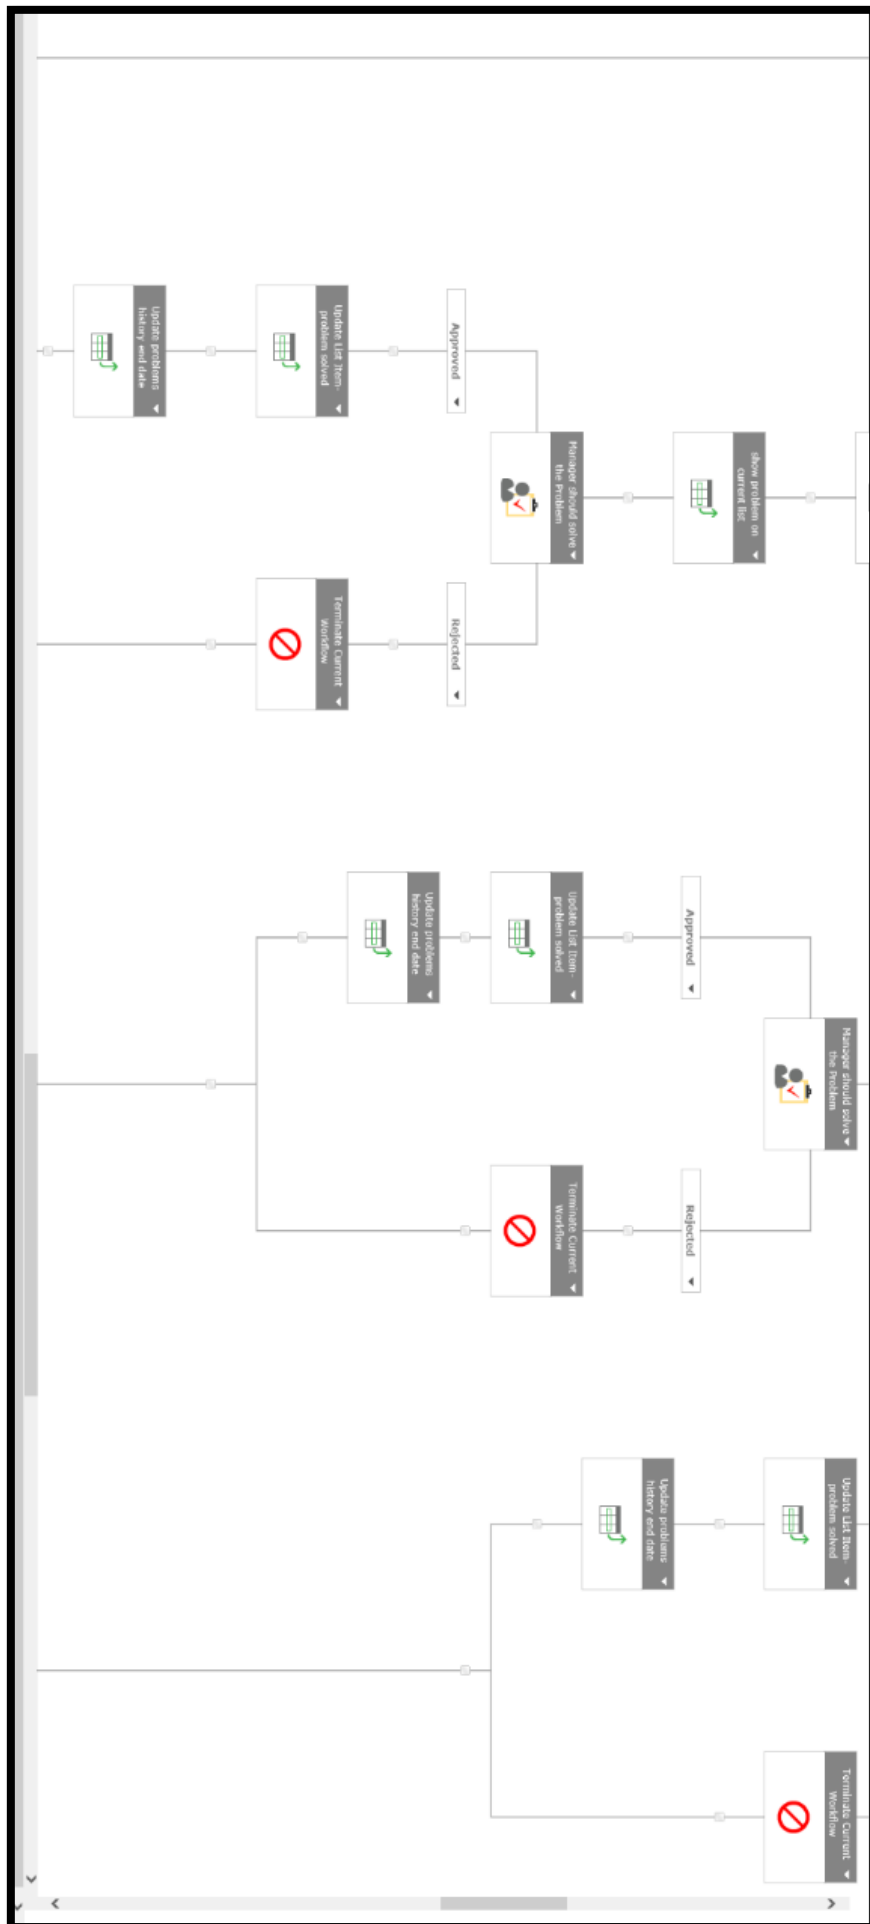 show problem on
current list
Manager should solve
the Problem
Approved
Rejected
Update List Item-
problem solved
Terminate Current
Workflow
Update problems
history end date
Manager should solve
the Problem
Approved
Rejected
Update List Item-
problem solved
Terminate Current
Workflow
Update problems
history end date
Update List Item-
problem solved
Terminate Current
Workflow
Update problems
history end date